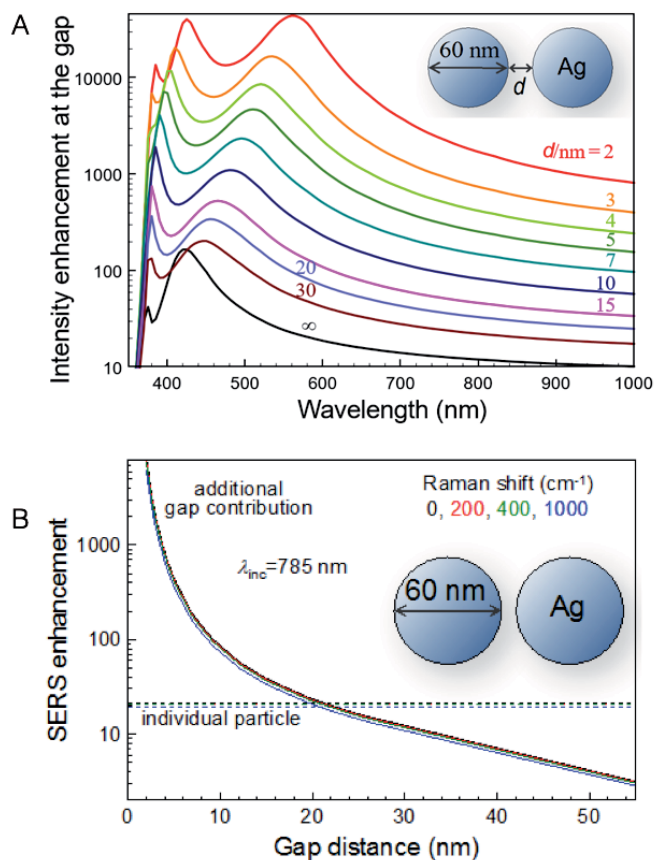 A
Intensity enhancement at the gap
10000
1000
100
10
60 nm
d
Ag
d/nm = 2
3
4
5
7
10
15
20
30
∞
400 500 600 700 800 900 1000
Wavelength (nm)
B
SERS enhancement
1000
100
10
additional
gap contribution
λinc=785 nm
Raman shift (cm⁻¹)
0, 200, 400, 1000
60 nm
Ag
individual particle
0 10 20 30 40 50
Gap distance (nm)